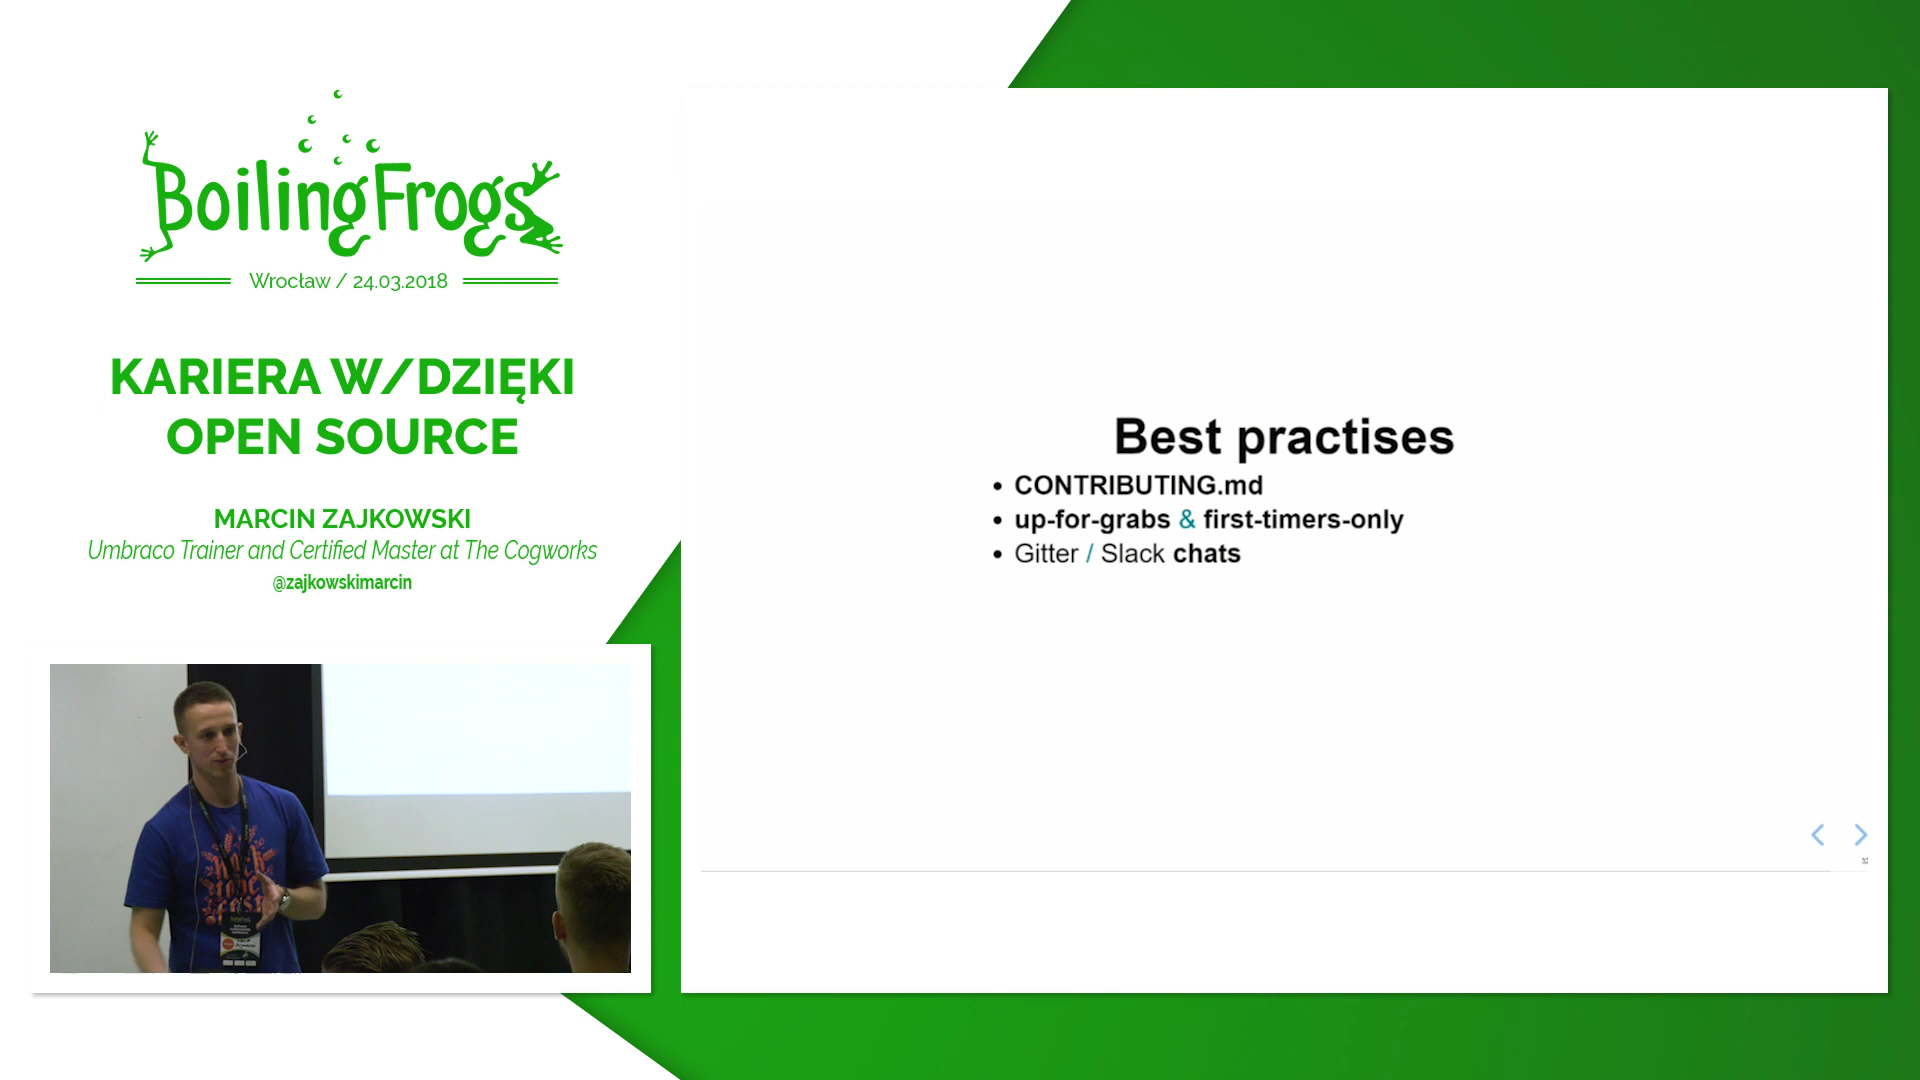 BoilingFrogs
Wrocław / 24.03.2018
KARIERA W/DZIĘKI
OPEN SOURCE
MARCIN ZAJKOWSKI
Umbraco Trainer and Certified Master at The Cogworks
@zajkowskimarcin
Best practises
CONTRIBUTING.md
up-for-grabs & first-timers-only
Gitter / Slack chats